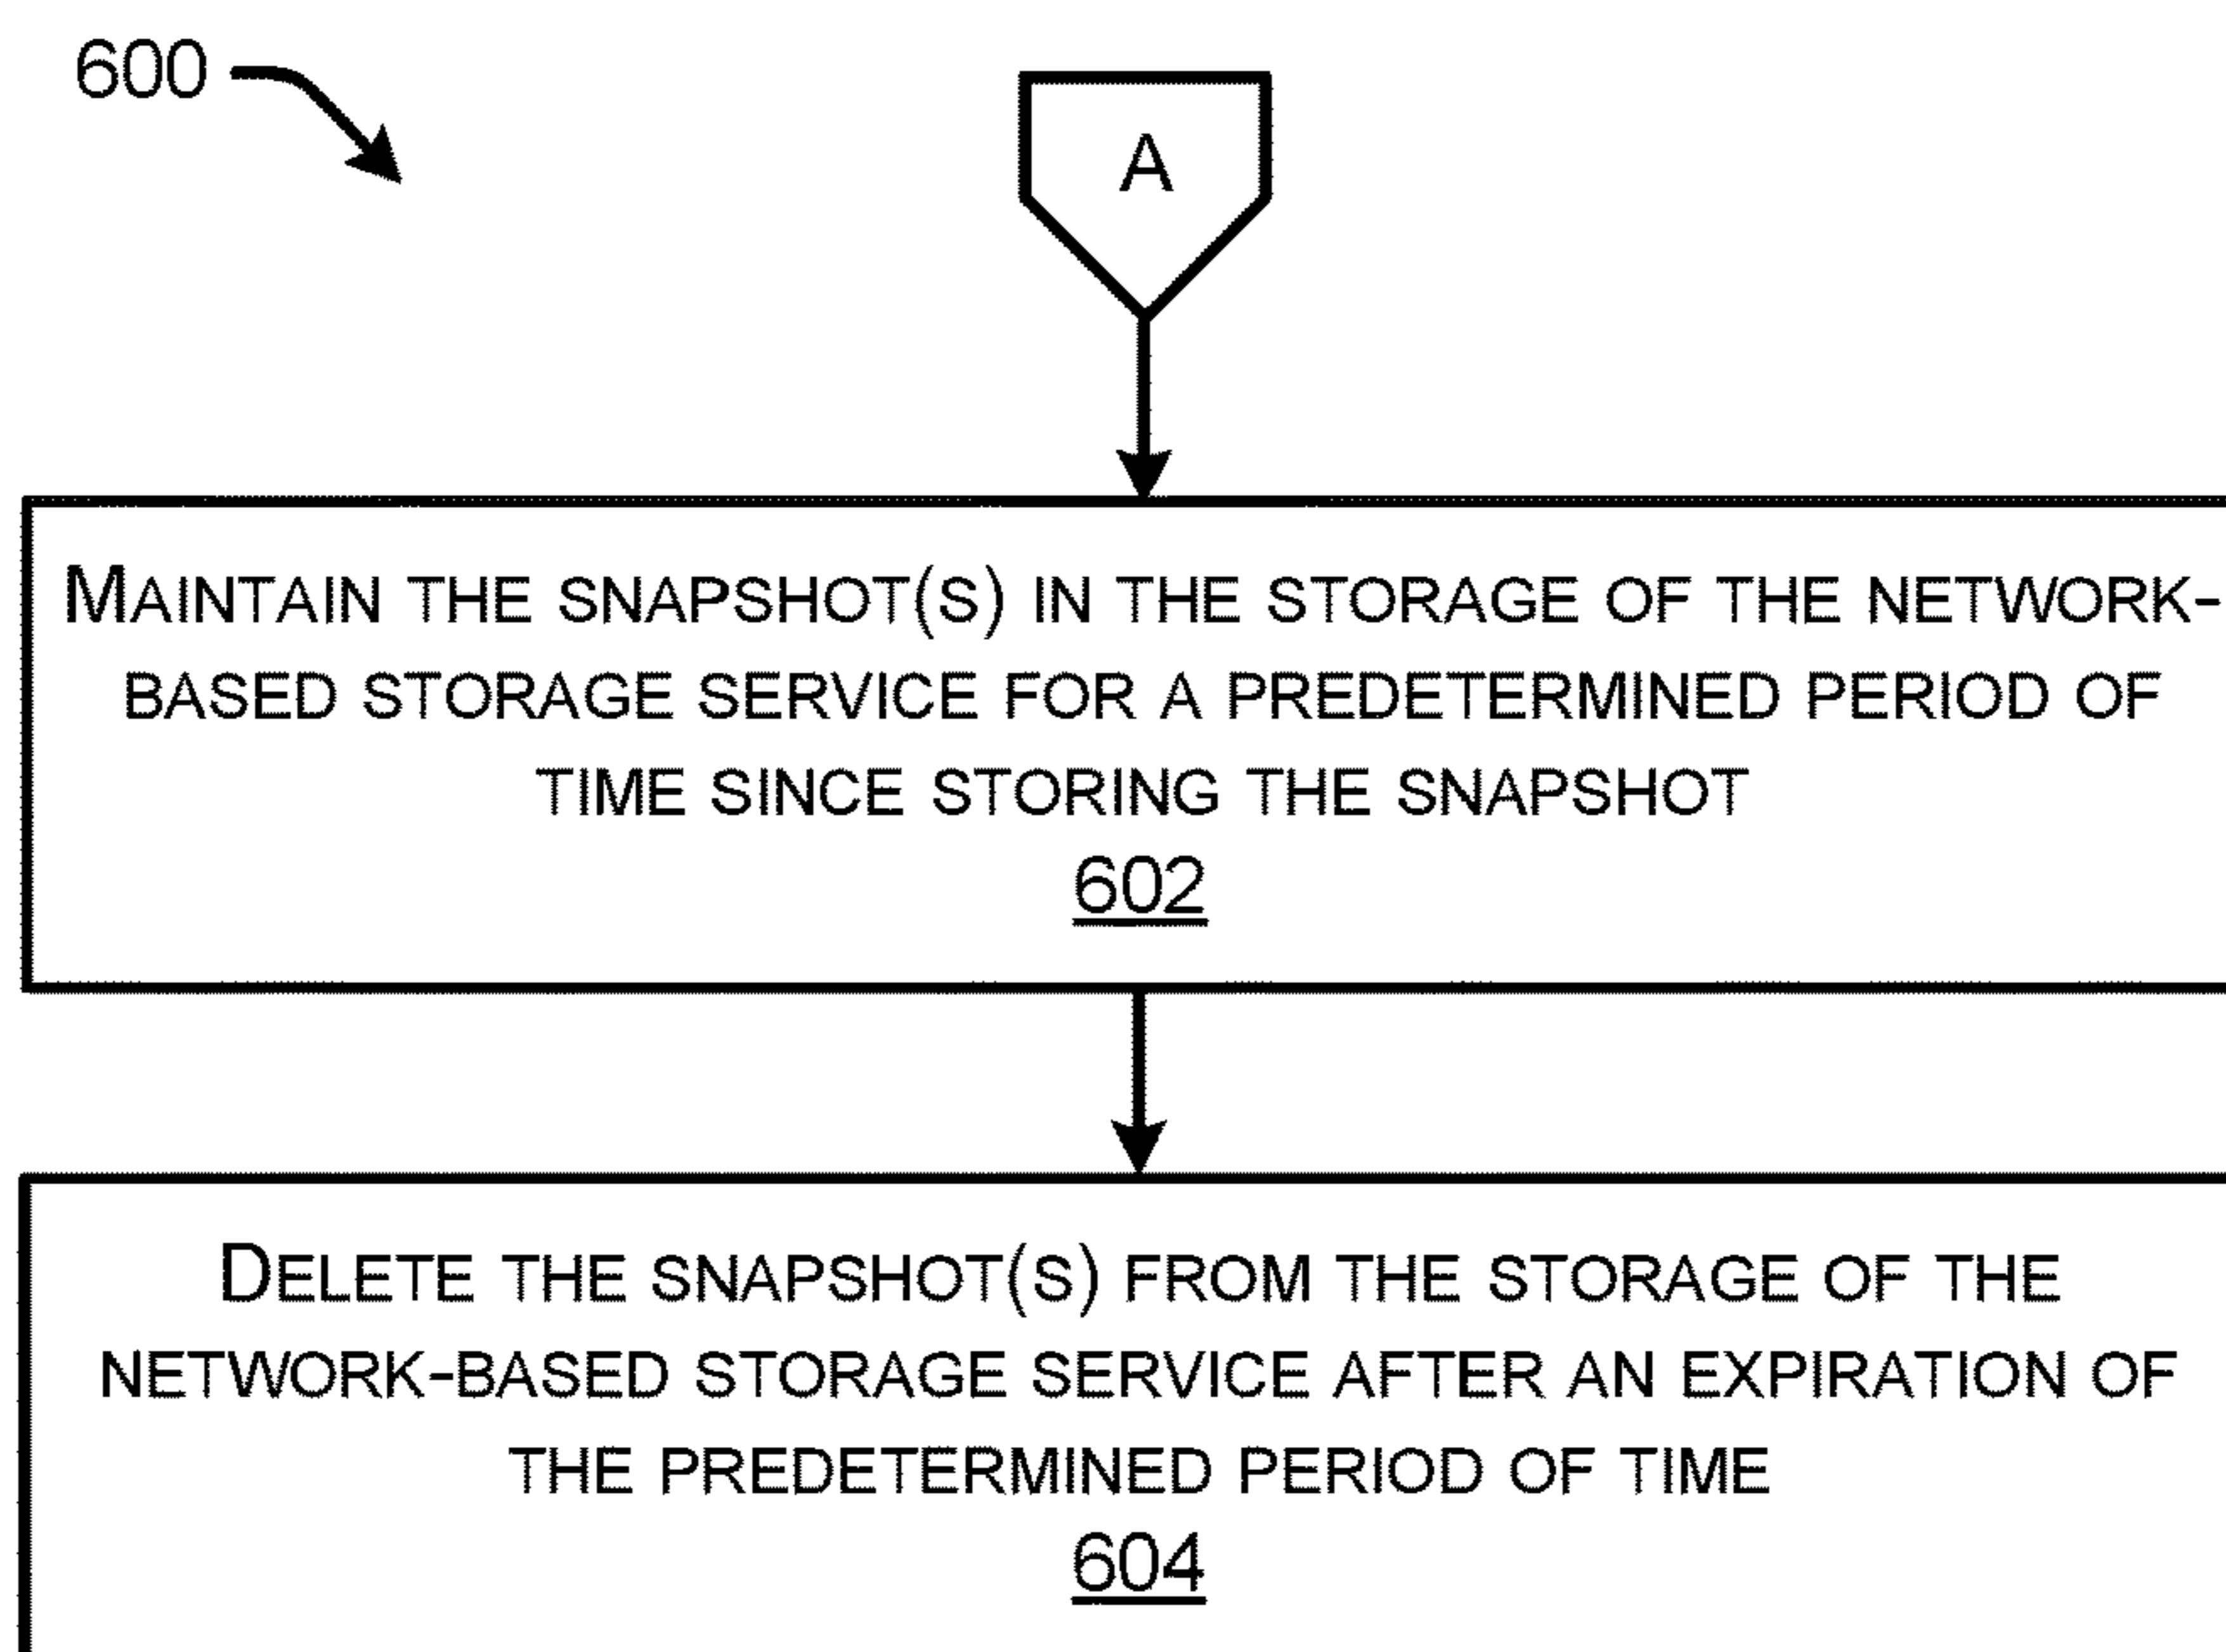 600
A
MAINTAIN THE SNAPSHOT(S) IN THE STORAGE OF THE NETWORK-
BASED STORAGE SERVICE FOR A PREDETERMINED PERIOD OF
TIME SINCE STORING THE SNAPSHOT
602
DELETE THE SNAPSHOT(S) FROM THE STORAGE OF THE
NETWORK-BASED STORAGE SERVICE AFTER AN EXPIRATION OF
THE PREDETERMINED PERIOD OF TIME
604